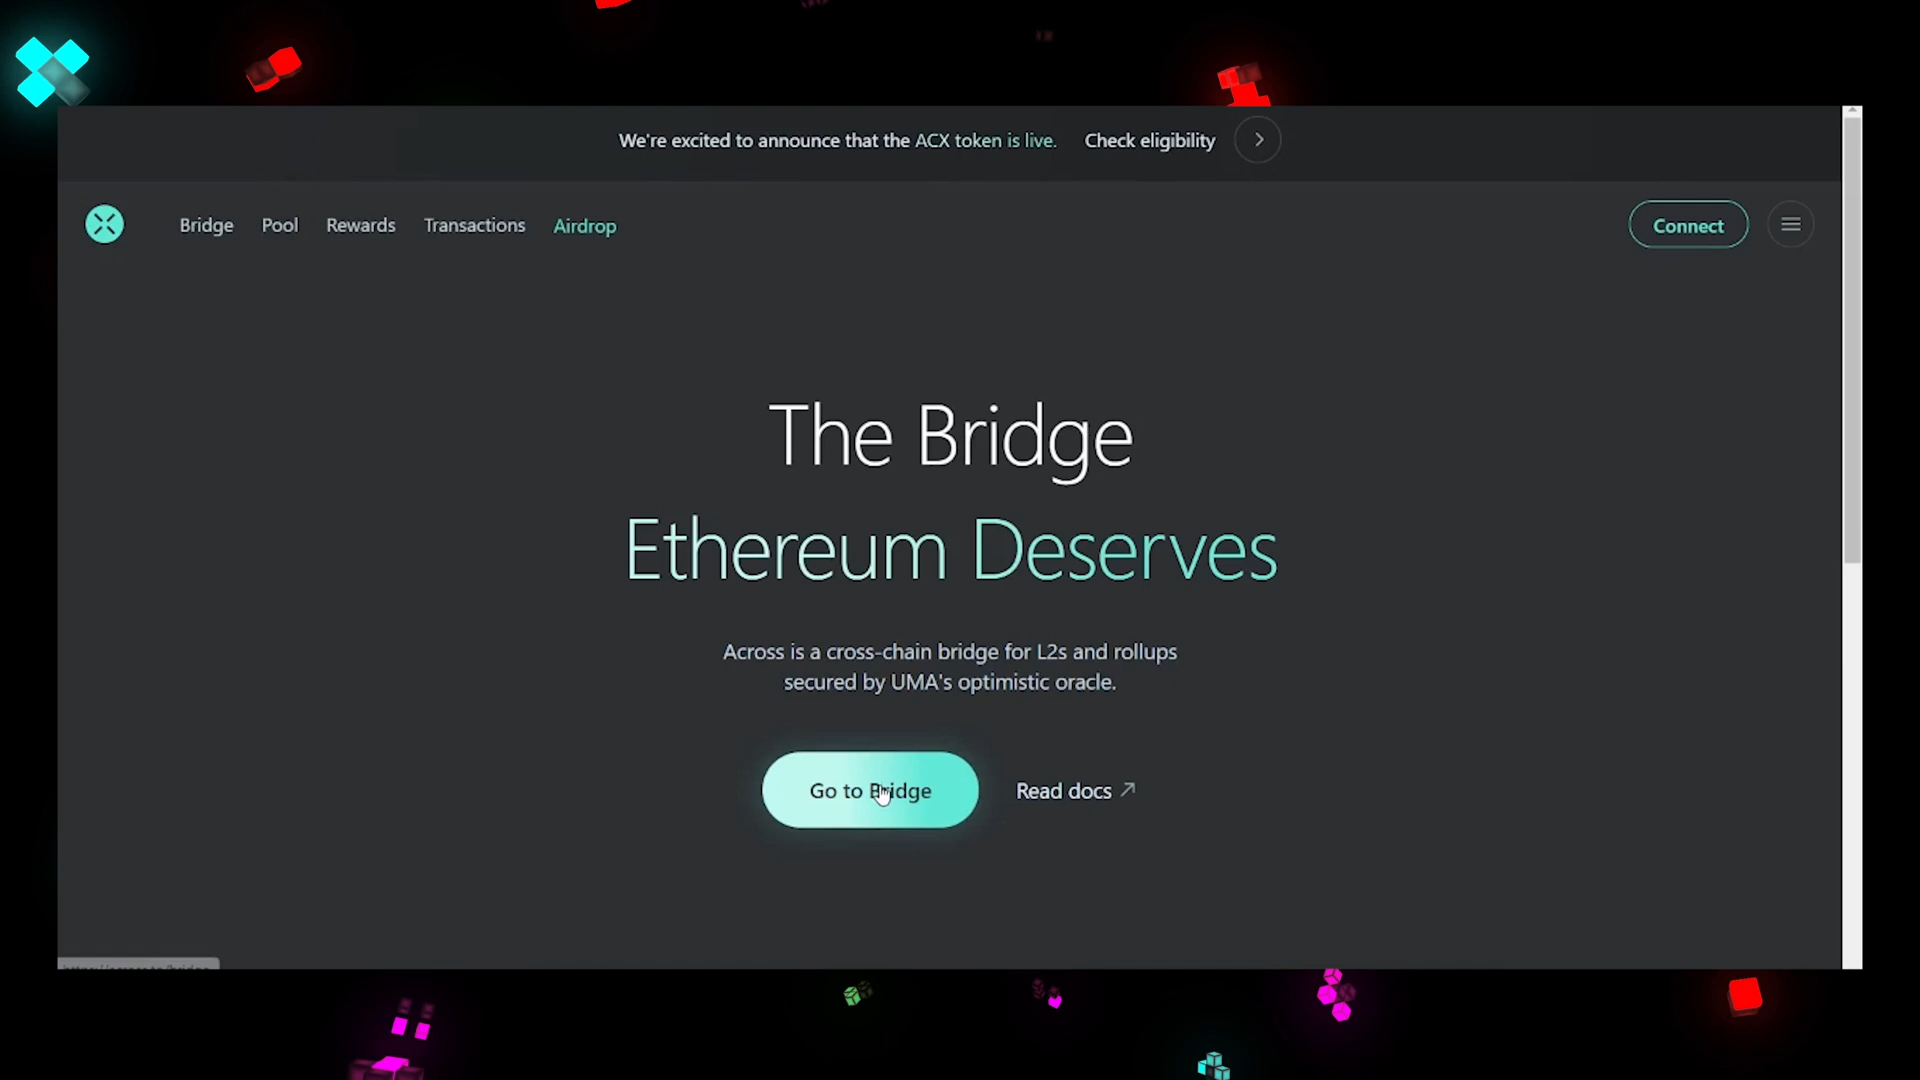 We're excited to announce that the ACX token is live. Check eligibility
Bridge Pool Rewards Transactions Airdrop Connect
The Bridge
Ethereum Deserves
Across is a cross-chain bridge for L2s and rollups
secured by UMA's optimistic oracle.
Go to Bridge Read docs